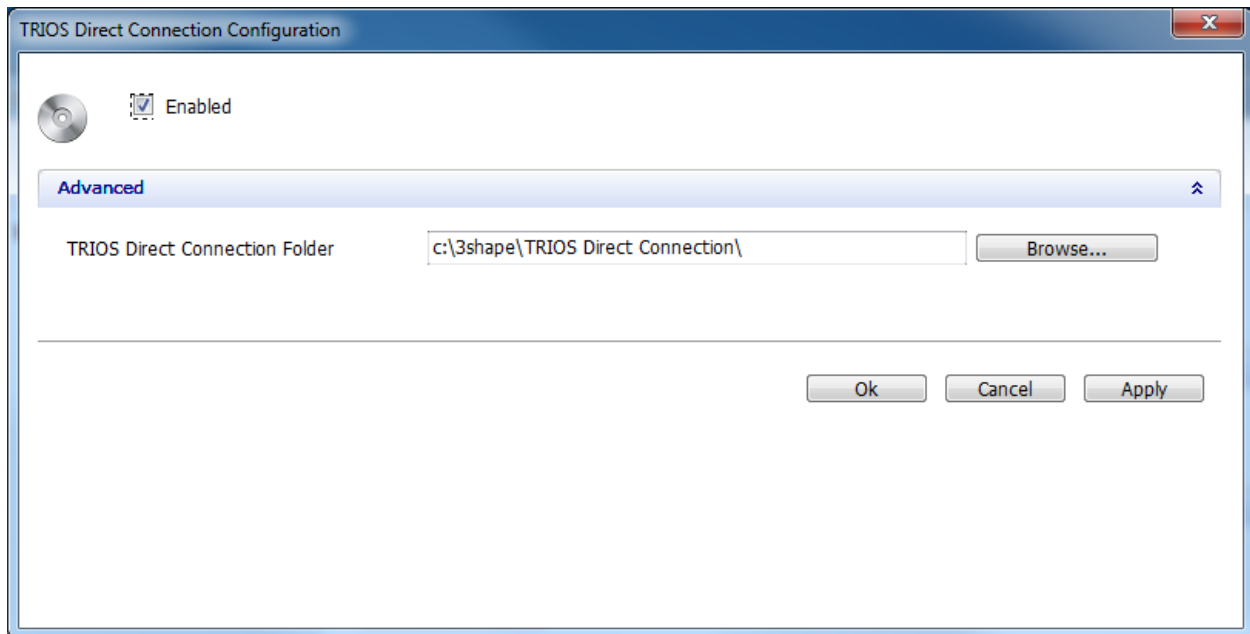 TRIOS Direct Connection Configuration
Enabled
Advanced
TRIOS Direct Connection Folder c:\3shape\TRIOS Direct Connection\ Browse...
Ok Cancel Apply